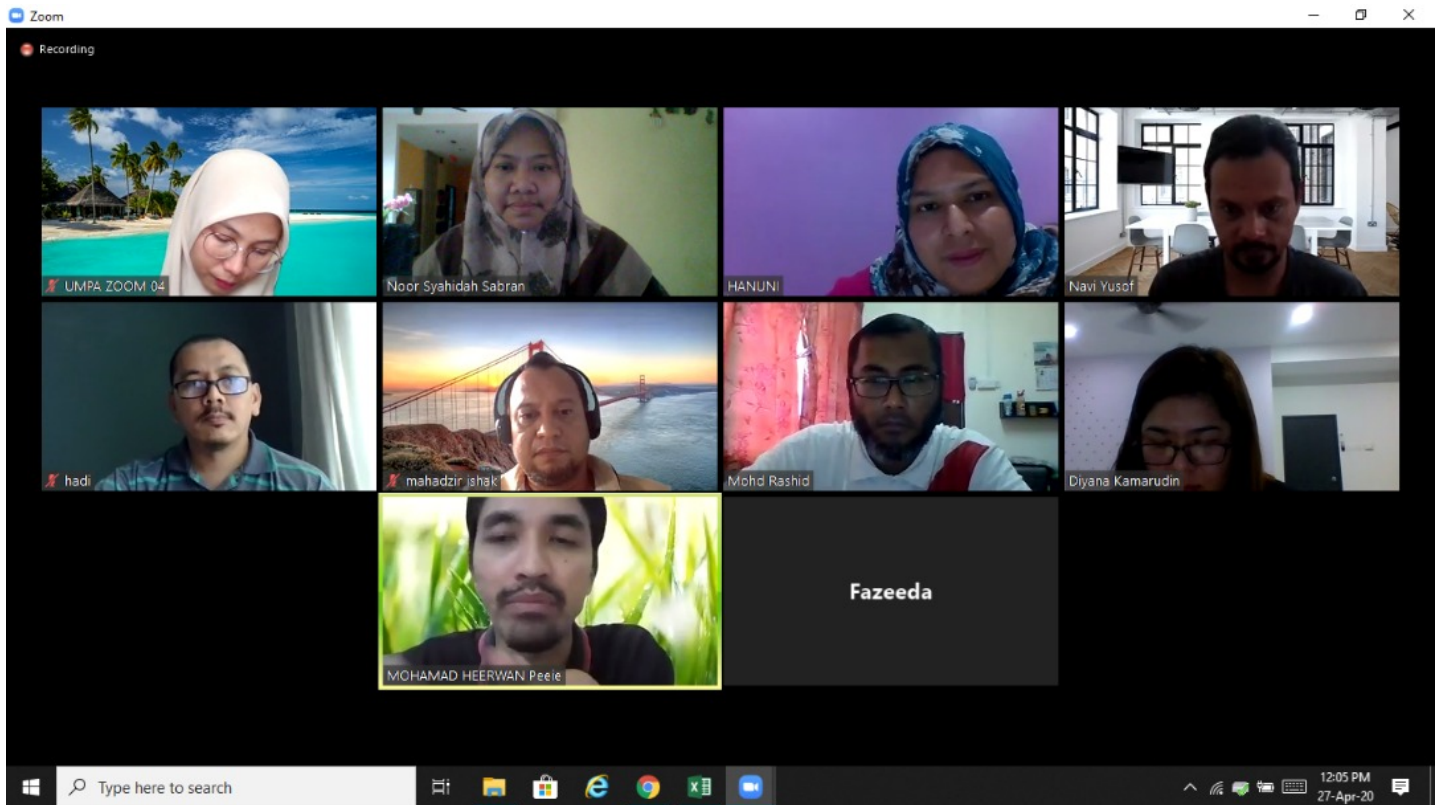 Zoom
Recording
UMPA ZOOM 04
Noor Syahidah Sabran
HANUNI
Navi Yusof
hadi
mahadzir ishak
Mohd Rashid
Diyana Kamarudin
MOHAMAD HEERWAN Peeie
Fazeeda
Type here to search
12:05 PM
27-Apr-20